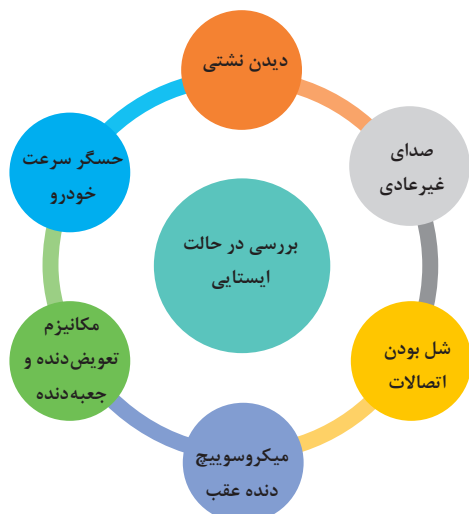 دیدن نشتی
صدای
غیرعادی
شل بودن
اتصالات
میکروسوییچ
دنده عقب
مکانیزم
تعویض‌دنده و
جعبه‌دنده
حسگر سرعت
خودرو
بررسی در حالت
ایستایی